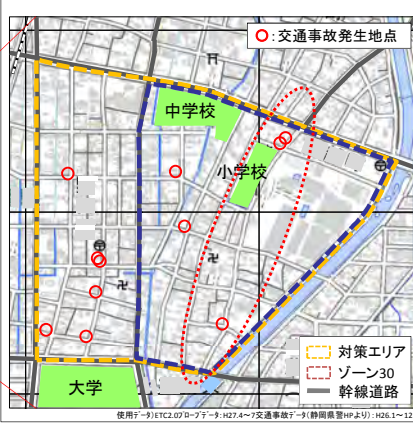 ○:交通事故発生地点
中学校
小学校
対策エリア
ゾーン30
幹線道路
大学
使用データ)ETC2.0プローブデータ:H27.4~7交通事故データ(静岡県警HPより):H26.1~12